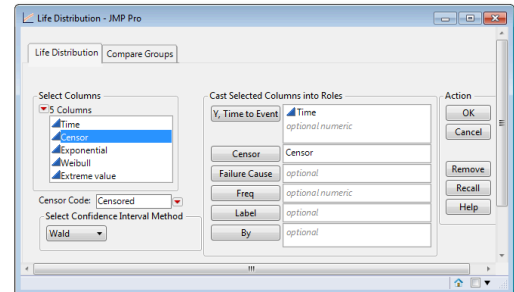 Life Distribution - JMP Pro
Life Distribution
Compare Groups
Select Columns
5 Columns
Time
Censor
Exponential
Weibull
Extreme value
Censor Code: Censored
Select Confidence Interval Method
Wald
Cast Selected Columns into Roles
Y, Time to Event
Time
optional numeric
Censor
Censor
Failure Cause
optional
Freq
optional numeric
Label
optional
By
optional
Action
OK
Cancel
Remove
Recall
Help